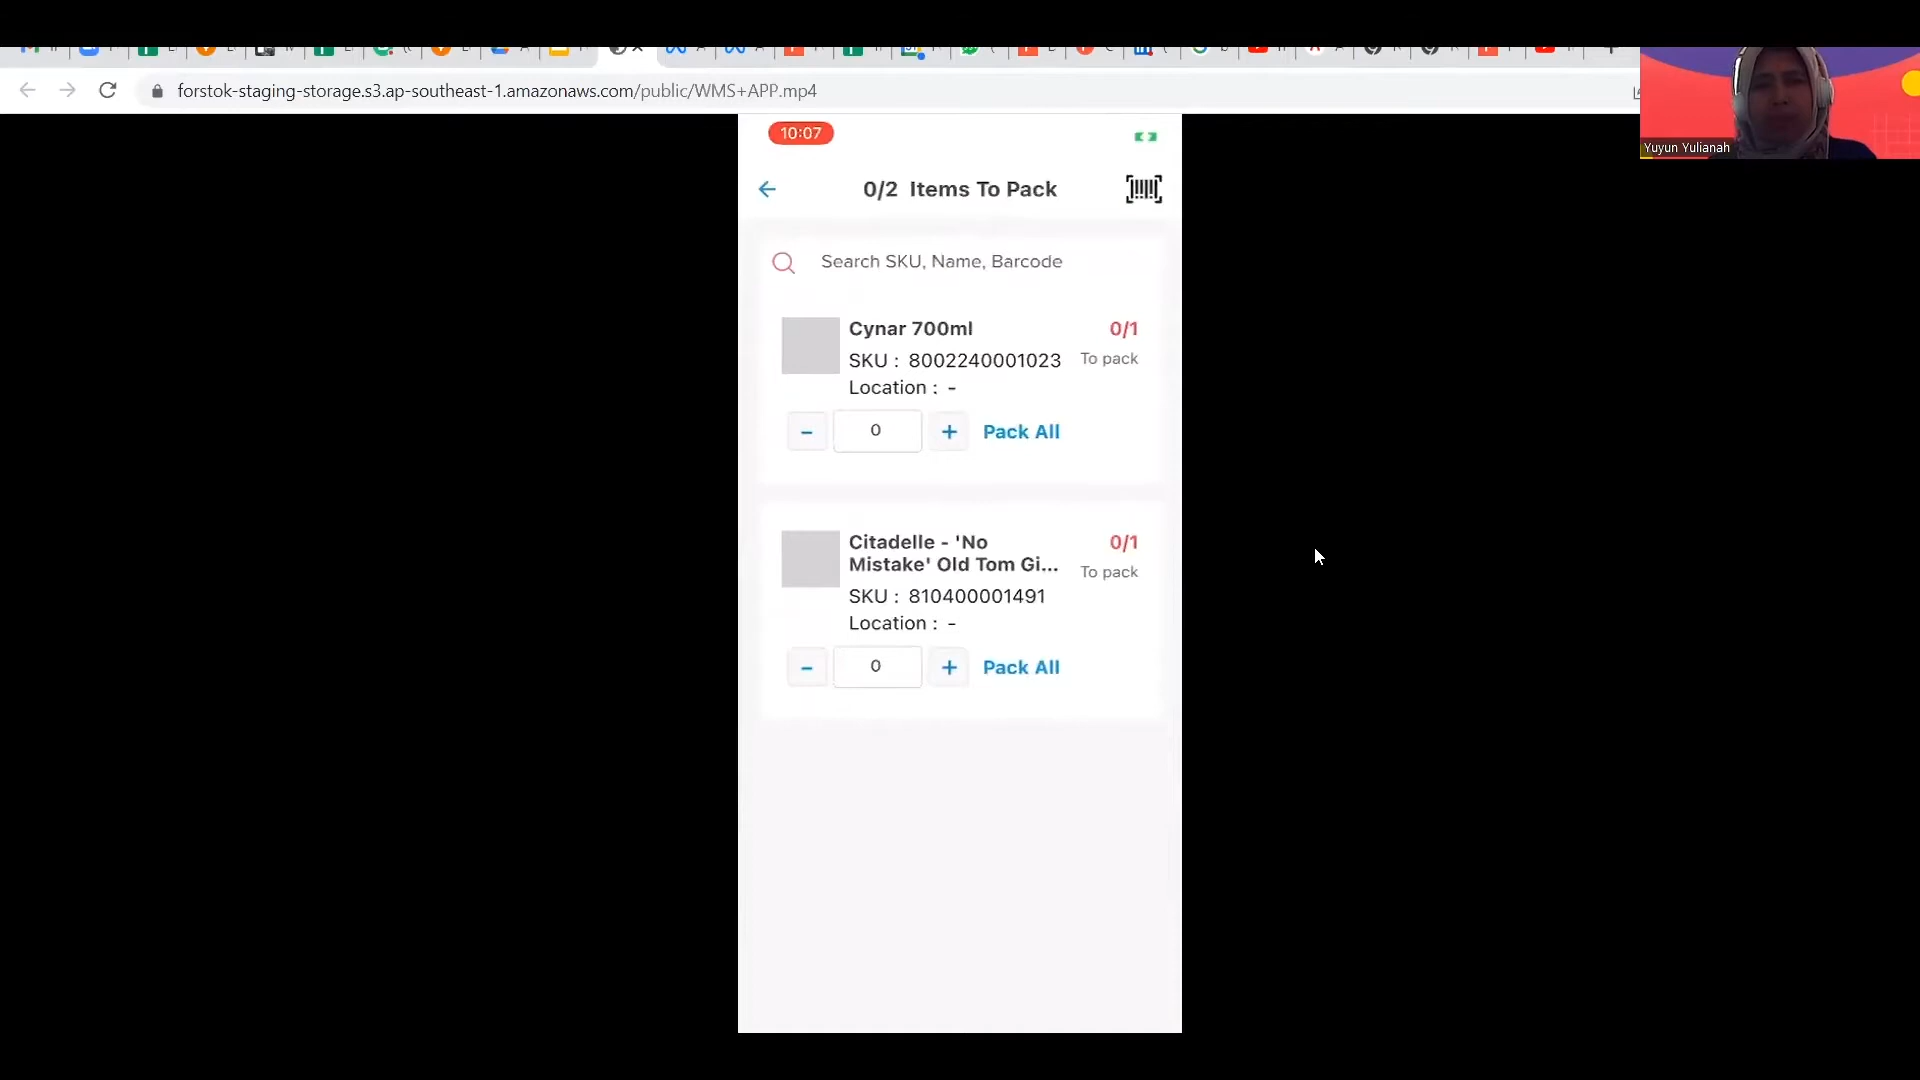 forstok-staging-storage.s3.ap-southeast-1.amazonaws.com/public/WMS+APP.mp4
Yuyun Yulianah
10:07
0/2 Items To Pack
Search SKU, Name, Barcode
Cynar 700ml
0/1
SKU : 8002240001023
To pack
Location : -
-
0
+
Pack All
Citadelle - 'No
Mistake' Old Tom Gi...
0/1
To pack
SKU : 810400001491
Location : -
-
0
+
Pack All